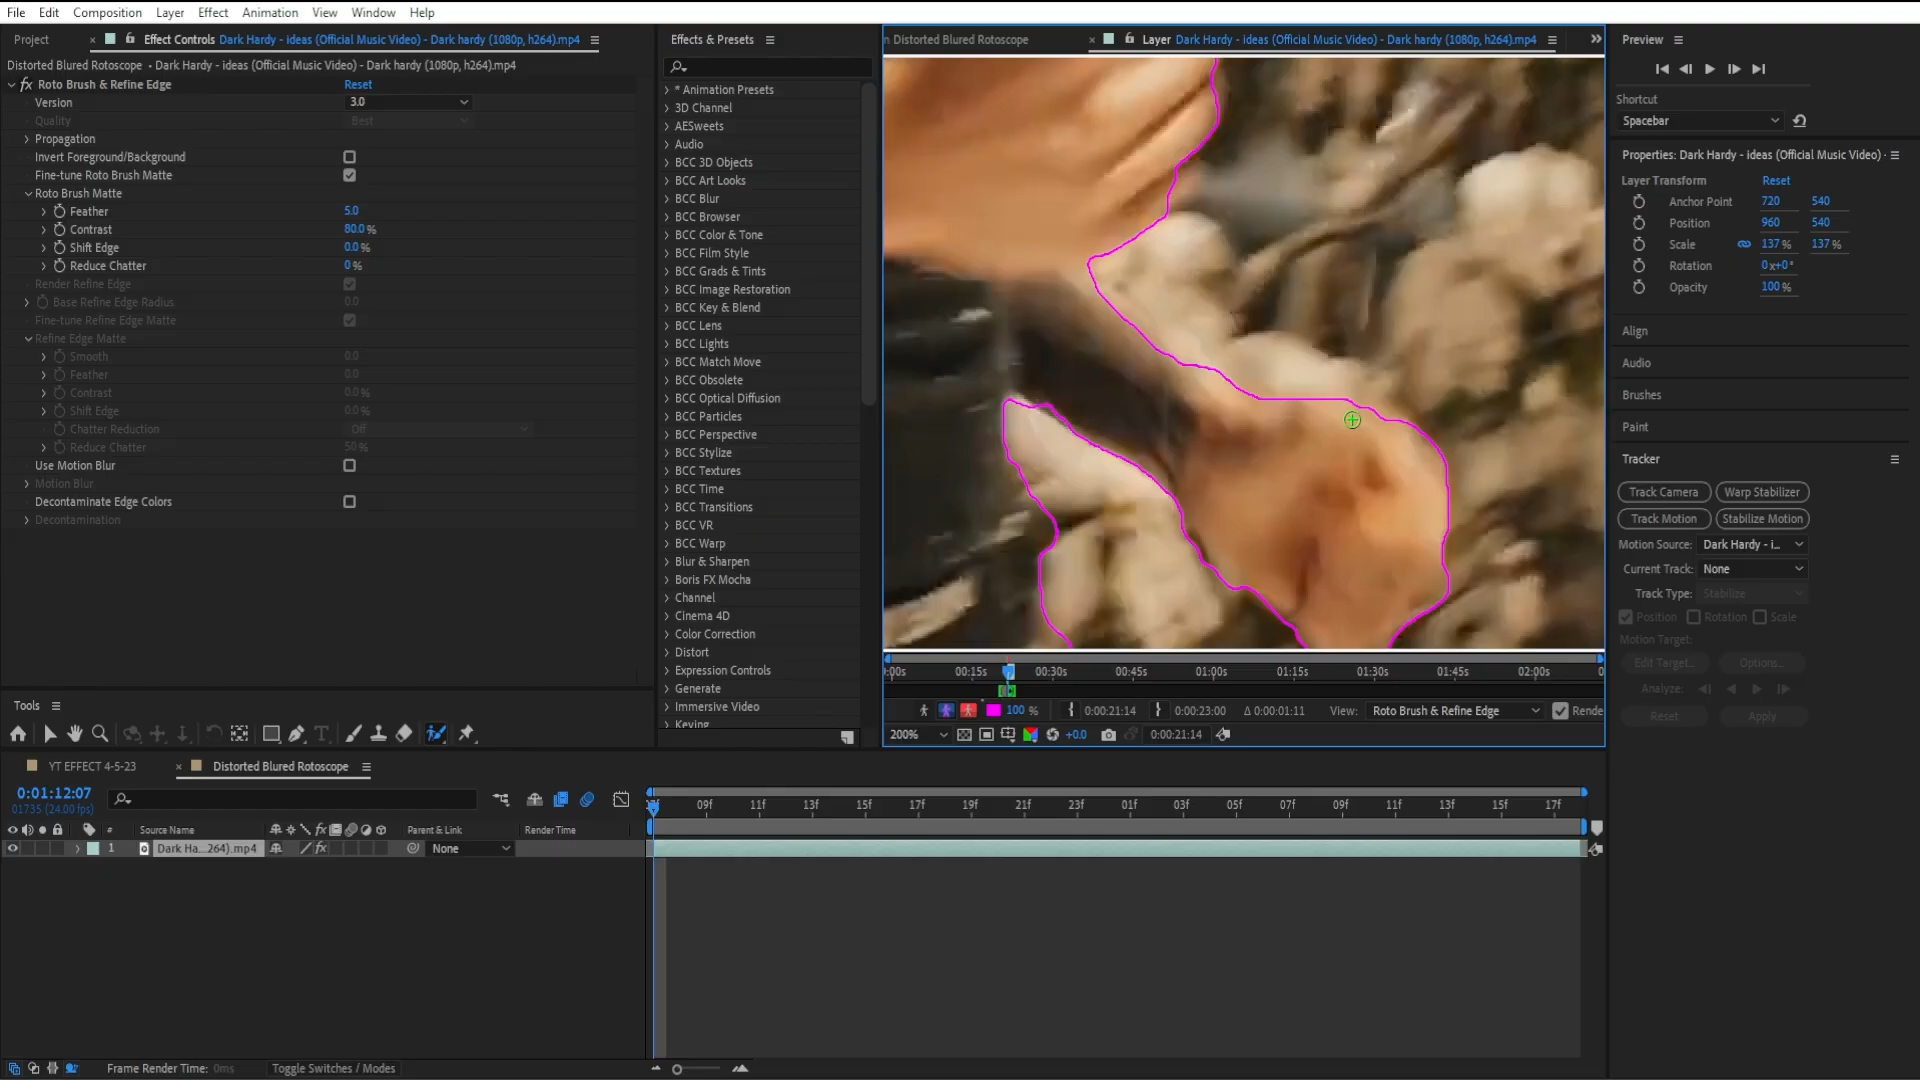 File Edit Composition Layer Effect Animation View Window Help
Project × Effect Controls Dark Hardy - ideas (Official Music Video) - Dark hardy (1080p, h264).mp4
Distorted Blured Rotoscope • Dark Hardy - ideas (Official Music Video) - Dark hardy (1080p, h264).mp4
fx Roto Brush & Refine Edge Reset
Version 3.0
Quality Best
Propagation
Invert Foreground/Background
Fine-tune Roto Brush Matte
Roto Brush Matte
Feather 5.0
Contrast 80.0 %
Shift Edge 0.0 %
Reduce Chatter 0 %
Render Refine Edge
Base Refine Edge Radius 0.0
Fine-tune Refine Edge Matte
Refine Edge Matte
Smooth 0.0
Feather 0.0
Contrast 0.0 %
Shift Edge 0.0 %
Chatter Reduction Off
Reduce Chatter 50 %
Use Motion Blur
Motion Blur
Decontaminate Edge Colors
Decontamination
Effects & Presets
* Animation Presets
3D Channel
AESweets
Audio
BCC 3D Objects
BCC Art Looks
BCC Blur
BCC Browser
BCC Color & Tone
BCC Film Style
BCC Grads & Tints
BCC Image Restoration
BCC Key & Blend
BCC Lens
BCC Lights
BCC Match Move
BCC Obsolete
BCC Optical Diffusion
BCC Particles
BCC Perspective
BCC Stylize
BCC Textures
BCC Time
BCC Transitions
BCC VR
BCC Warp
Blur & Sharpen
Boris FX Mocha
Channel
Cinema 4D
Color Correction
Distort
Expression Controls
Generate
Immersive Video
Keying
n Distorted Blured Rotoscope × Layer Dark Hardy - ideas (Official Music Video) - Dark hardy (1080p, h264).mp4
:00s 00:15s 00:30s 00:45s 01:00s 01:15s 01:30s 01:45s 02:00s 0
100 % 0:00:21:14 0:00:23:00 Δ 0:00:01:11 View: Roto Brush & Refine Edge Rende
200% +0.0 0:00:21:14
Preview
Shortcut
Spacebar
Properties: Dark Hardy - ideas (Official Music Video) ·
Layer Transform Reset
Anchor Point 720 540
Position 960 540
Scale 137 % 137 %
Rotation 0x+0°
Opacity 100 %
Align
Audio
Brushes
Paint
Tracker
Track Camera Warp Stabilizer
Track Motion Stabilize Motion
Motion Source: Dark Hardy - i...
Current Track: None
Track Type: Stabilize
Position Rotation Scale
Motion Target:
Edit Target... Options...
Analyze:
Reset Apply
Tools
YT EFFECT 4-5-23 × Distorted Blured Rotoscope
0:01:12:07
01735 (24.00 fps)
# Source Name fx Parent & Link Render Time
1 Dark Ha...264).mp4 fx None
09f 11f 13f 15f 17f 19f 21f 23f 01f 03f 05f 07f 09f 11f 13f 15f 17f
Frame Render Time: 0ms Toggle Switches / Modes